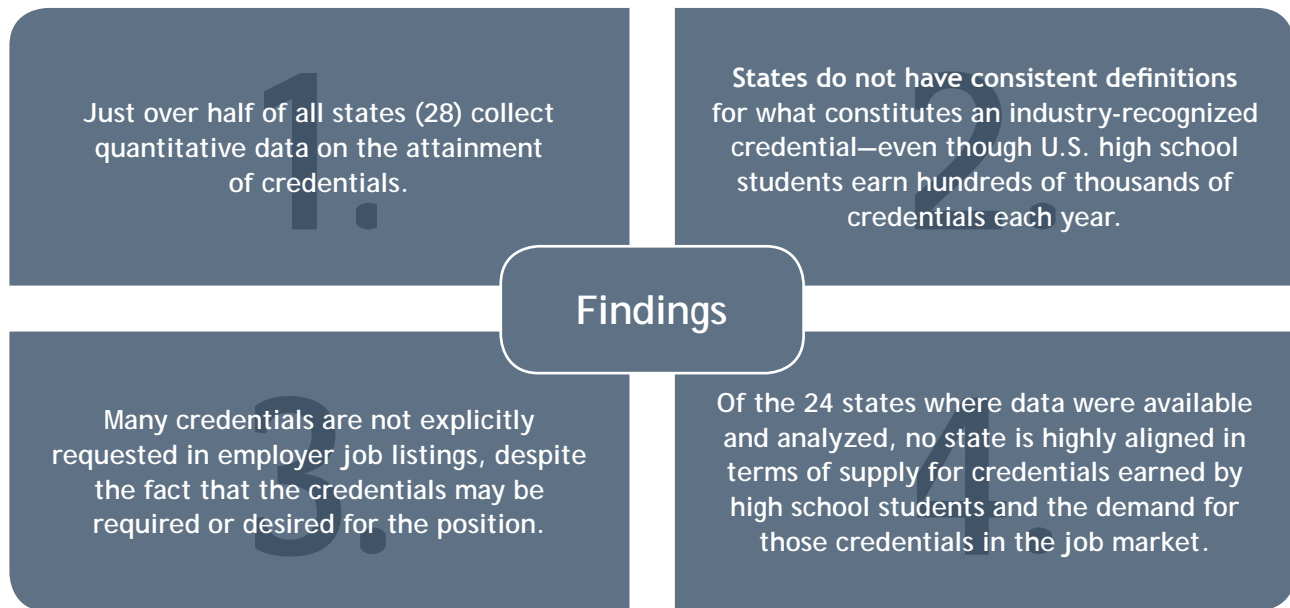 1.
Just over half of all states (28) collect
quantitative data on the attainment
of credentials.
2.
States do not have consistent definitions
for what constitutes an industry-recognized
credential—even though U.S. high school
students earn hundreds of thousands of
credentials each year.
Findings
3.
Many credentials are not explicitly
requested in employer job listings, despite
the fact that the credentials may be
required or desired for the position.
4.
Of the 24 states where data were available
and analyzed, no state is highly aligned in
terms of supply for credentials earned by
high school students and the demand for
those credentials in the job market.